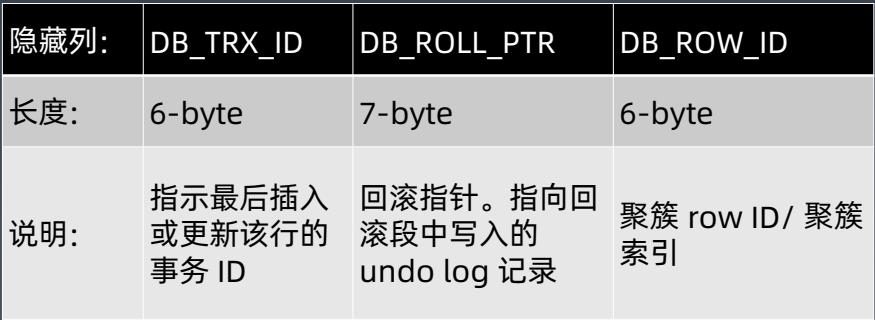 隐藏列: DB_TRX_ID DB_ROLL_PTR DB_ROW_ID
长度: 6-byte 7-byte 6-byte
说明:
指示最后插入
或更新该行的
事务 ID
回滚指针。指向回
滚段中写入的
undo log 记录
聚簇 row ID/ 聚簇
索引